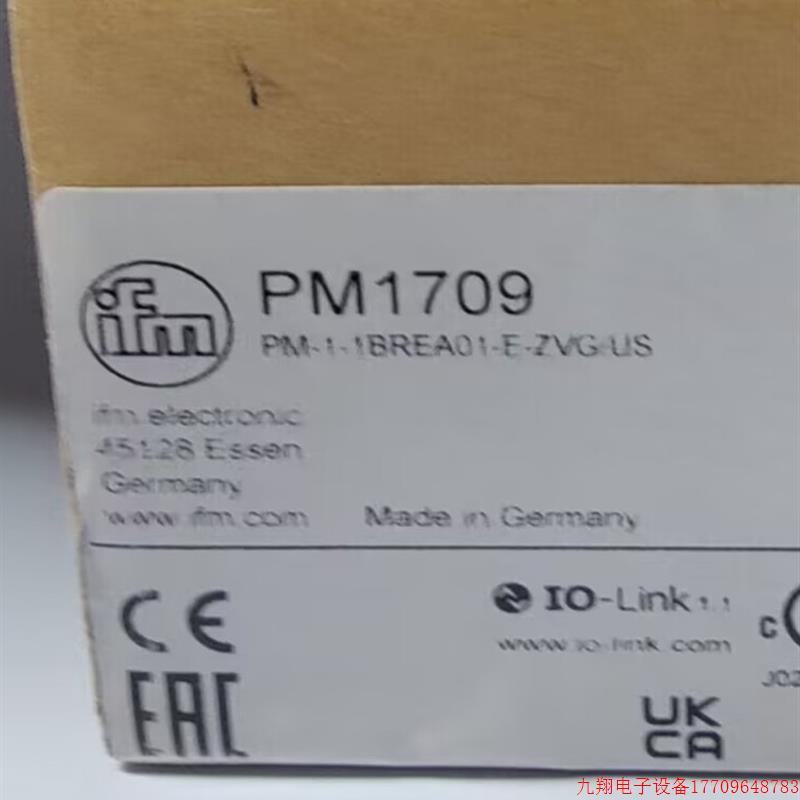 ifm
PM1709
PM-1-1BREA01-E-ZVG/US
ifm electronic
45128 Essen
Germany
www.ifm.com
Made in Germany
CE
IO-Link 1.1
www.io-link.com
C
EAC
UK
CA
九翔电子设备17709648783